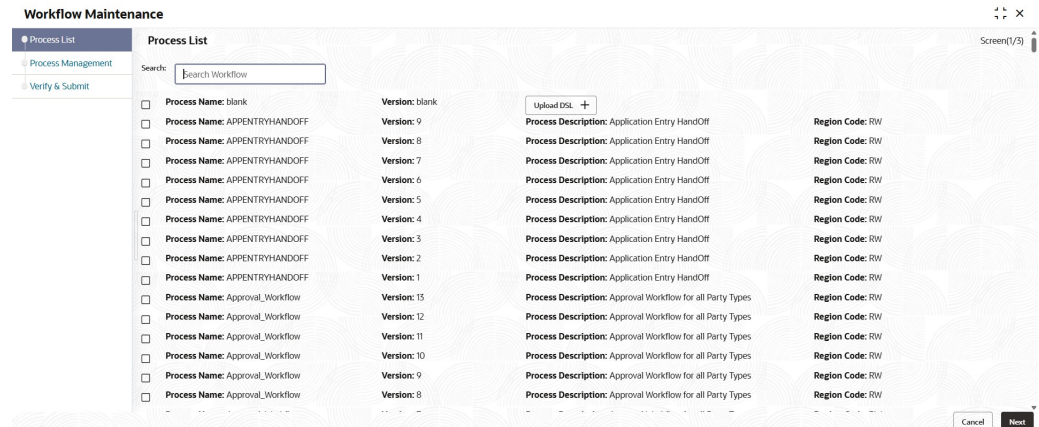 Workflow Maintenance
Process List
Process Management
Verify & Submit
Process List
Screen(1/3)
Search:
Search Workflow
Process Name: blank Version: blank Upload DSL +
Process Name: APPENTRYHANDOFF Version: 9 Process Description: Application Entry HandOff Region Code: RW
Process Name: APPENTRYHANDOFF Version: 8 Process Description: Application Entry HandOff Region Code: RW
Process Name: APPENTRYHANDOFF Version: 7 Process Description: Application Entry HandOff Region Code: RW
Process Name: APPENTRYHANDOFF Version: 6 Process Description: Application Entry HandOff Region Code: RW
Process Name: APPENTRYHANDOFF Version: 5 Process Description: Application Entry HandOff Region Code: RW
Process Name: APPENTRYHANDOFF Version: 4 Process Description: Application Entry HandOff Region Code: RW
Process Name: APPENTRYHANDOFF Version: 3 Process Description: Application Entry HandOff Region Code: RW
Process Name: APPENTRYHANDOFF Version: 2 Process Description: Application Entry HandOff Region Code: RW
Process Name: APPENTRYHANDOFF Version: 1 Process Description: Application Entry HandOff Region Code: RW
Process Name: Approval_Workflow Version: 13 Process Description: Approval Workflow for all Party Types Region Code: RW
Process Name: Approval_Workflow Version: 12 Process Description: Approval Workflow for all Party Types Region Code: RW
Process Name: Approval_Workflow Version: 11 Process Description: Approval Workflow for all Party Types Region Code: RW
Process Name: Approval_Workflow Version: 10 Process Description: Approval Workflow for all Party Types Region Code: RW
Process Name: Approval_Workflow Version: 9 Process Description: Approval Workflow for all Party Types Region Code: RW
Process Name: Approval_Workflow Version: 8 Process Description: Approval Workflow for all Party Types Region Code: RW
Cancel Next